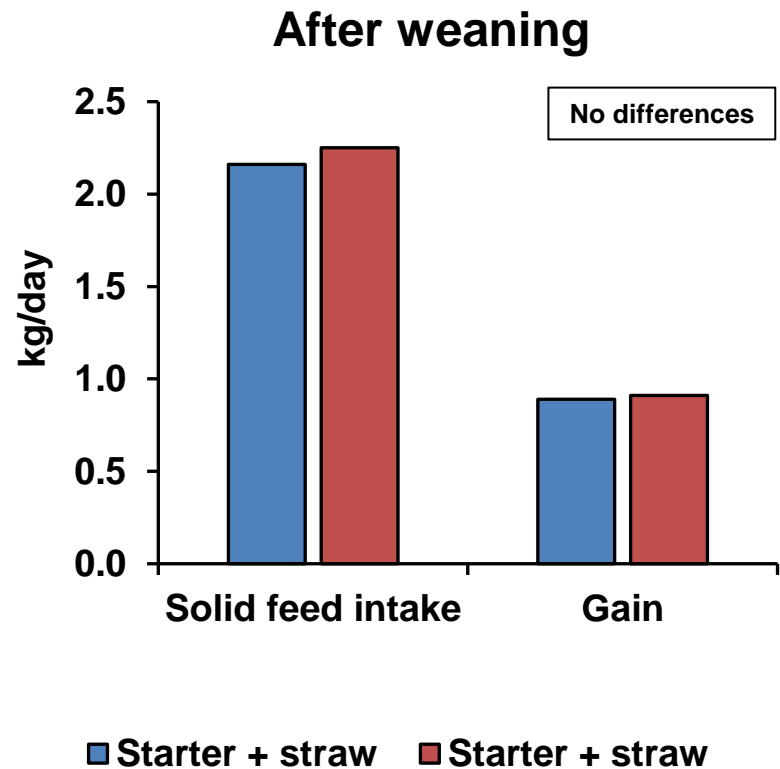 After weaning
No differences
kg/day
2.5
2.0
1.5
1.0
0.5
0.0
Solid feed intake Gain
Starter + straw Starter + straw